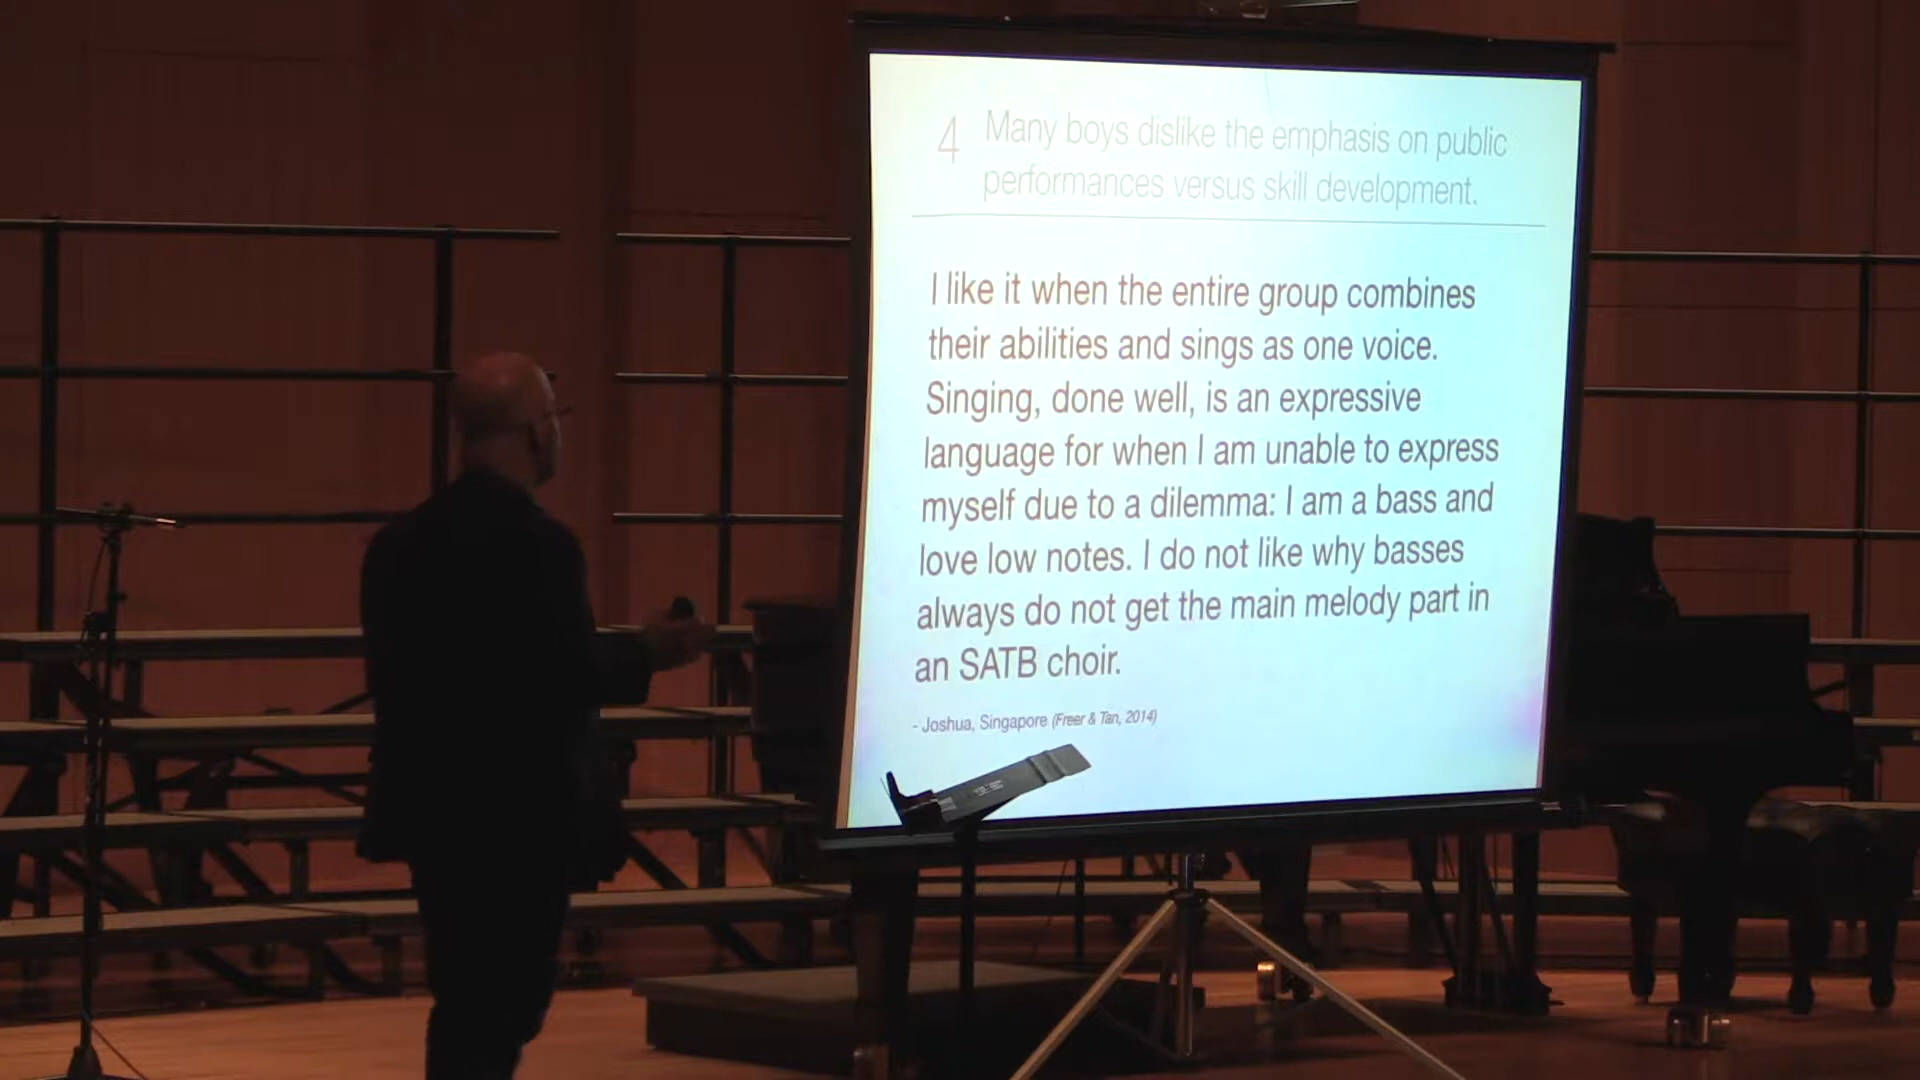 4 Many boys dislike the emphasis on public
performances versus skill development.
I like it when the entire group combines
their abilities and sings as one voice.
Singing, done well, is an expressive
language for when I am unable to express
myself due to a dilemma: I am a bass and
love low notes. I do not like why basses
always do not get the main melody part in
an SATB choir.
- Joshua, Singapore (Freer & Tan, 2014)